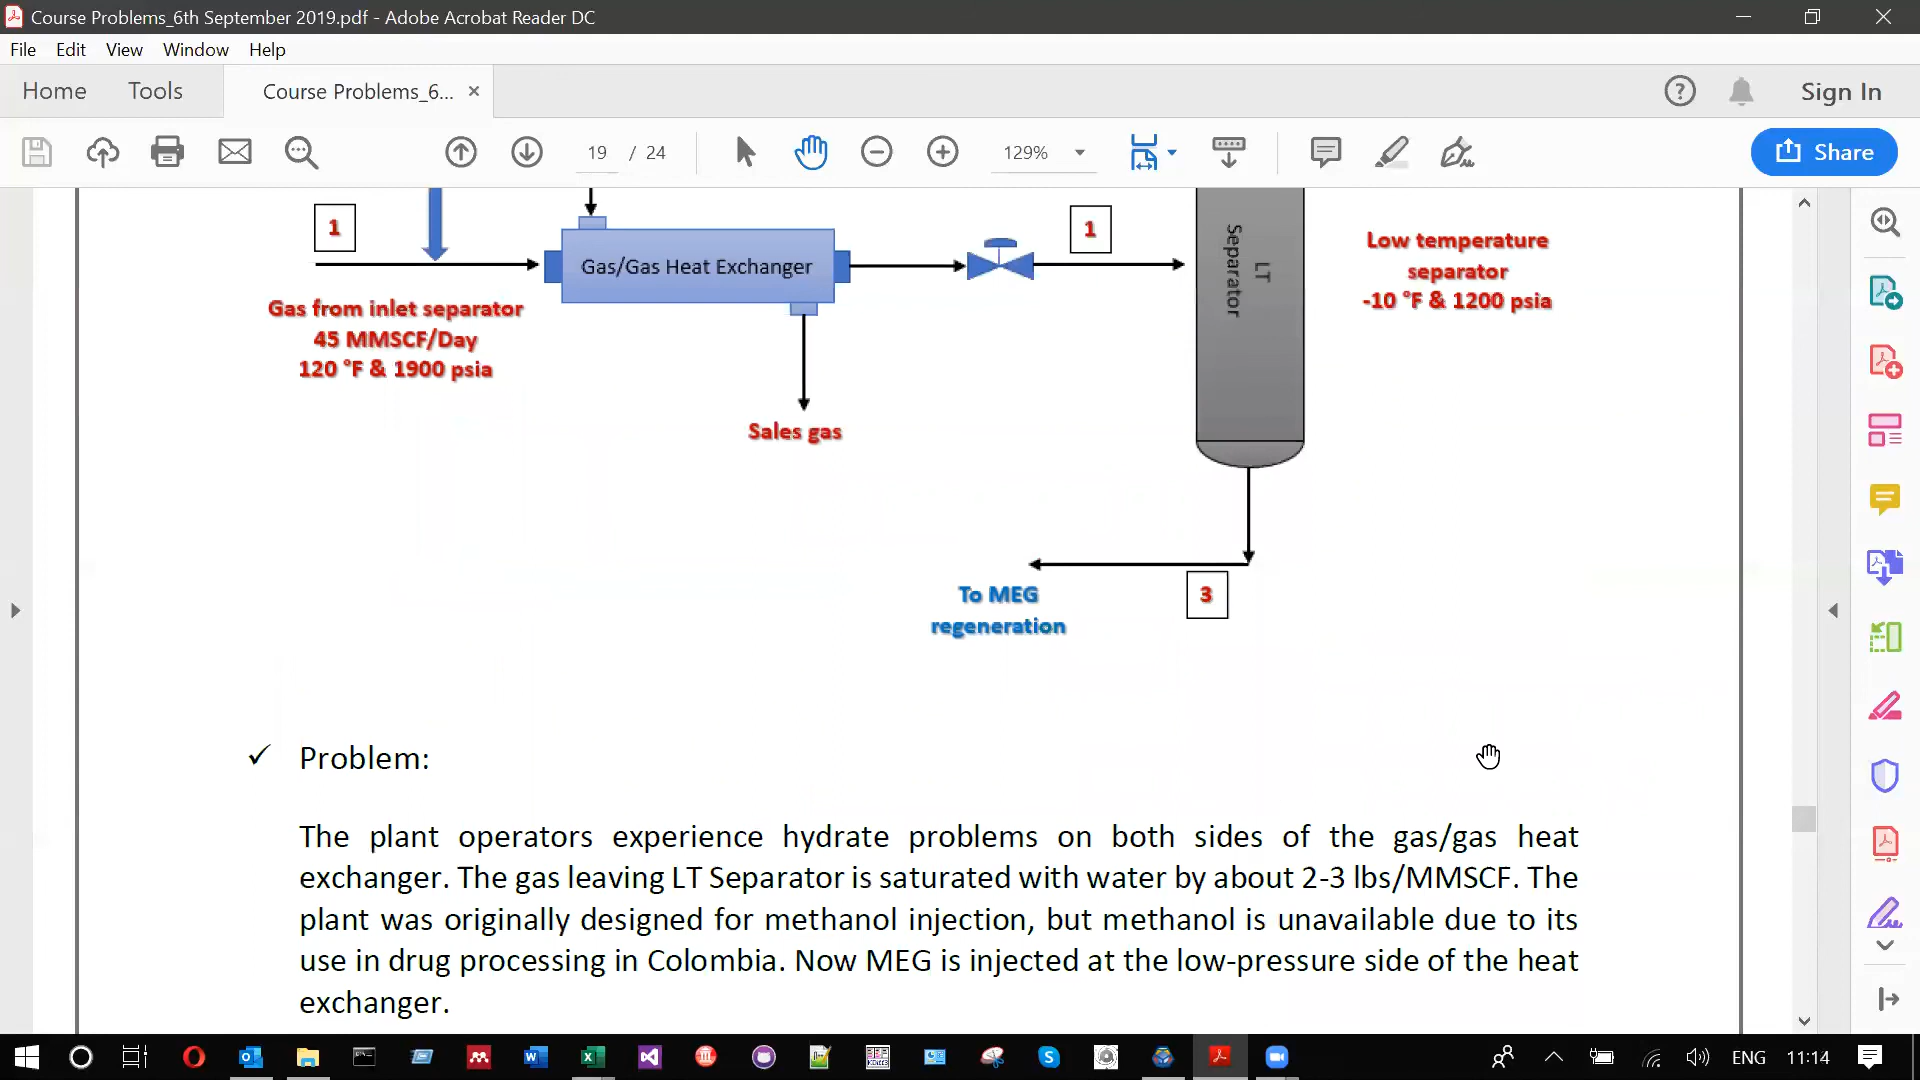 Course Problems_6th September 2019.pdf - Adobe Acrobat Reader DC
File Edit View Window Help
Home Tools Course Problems_6... × Sign In
19 / 24 129% Share
1
1
Gas/Gas Heat Exchanger
LT
Separator
Gas from inlet separator
45 MMSCF/Day
120 °F & 1900 psia
Low temperature
separator
-10 °F & 1200 psia
Sales gas
To MEG
regeneration
3
✓ Problem:
The plant operators experience hydrate problems on both sides of the gas/gas heat
exchanger. The gas leaving LT Separator is saturated with water by about 2-3 lbs/MMSCF. The
plant was originally designed for methanol injection, but methanol is unavailable due to its
use in drug processing in Colombia. Now MEG is injected at the low-pressure side of the heat
exchanger.
ENG 11:14